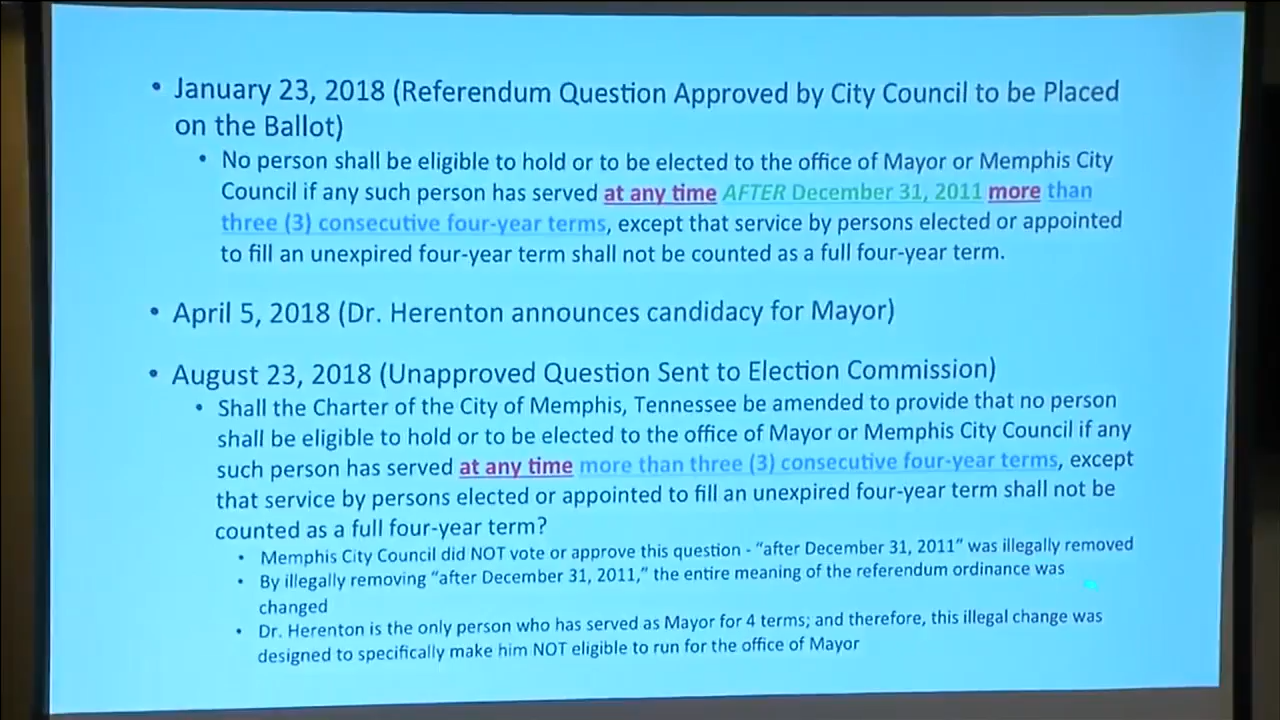 • January 23, 2018 (Referendum Question Approved by City Council to be Placed
on the Ballot)
• No person shall be eligible to hold or to be elected to the office of Mayor or Memphis City
Council if any such person has served at any time AFTER December 31, 2011 more than
three (3) consecutive four-year terms, except that service by persons elected or appointed
to fill an unexpired four-year term shall not be counted as a full four-year term.
• April 5, 2018 (Dr. Herenton announces candidacy for Mayor)
• August 23, 2018 (Unapproved Question Sent to Election Commission)
• Shall the Charter of the City of Memphis, Tennessee be amended to provide that no person
shall be eligible to hold or to be elected to the office of Mayor or Memphis City Council if any
such person has served at any time more than three (3) consecutive four-year terms, except
that service by persons elected or appointed to fill an unexpired four-year term shall not be
counted as a full four-year term?
• Memphis City Council did NOT vote or approve this question - “after December 31, 2011” was illegally removed
• By illegally removing “after December 31, 2011,” the entire meaning of the referendum ordinance was
changed
• Dr. Herenton is the only person who has served as Mayor for 4 terms; and therefore, this illegal change was
designed to specifically make him NOT eligible to run for the office of Mayor